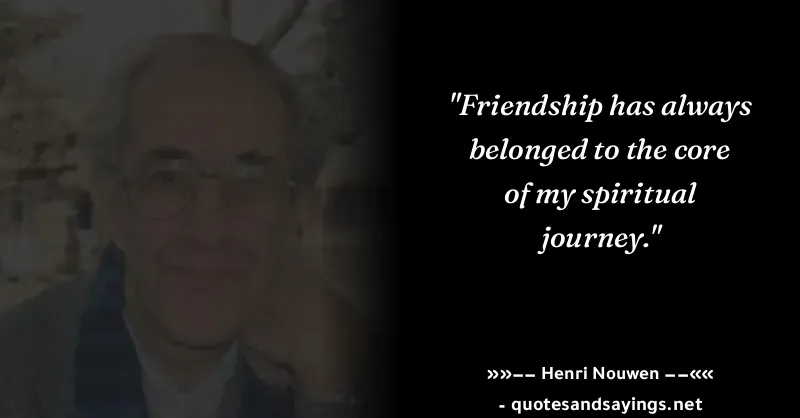 "Friendship has always
belonged to the core
of my spiritual
journey."
»»−− Henri Nouwen −−««
- quotesandsayings.net